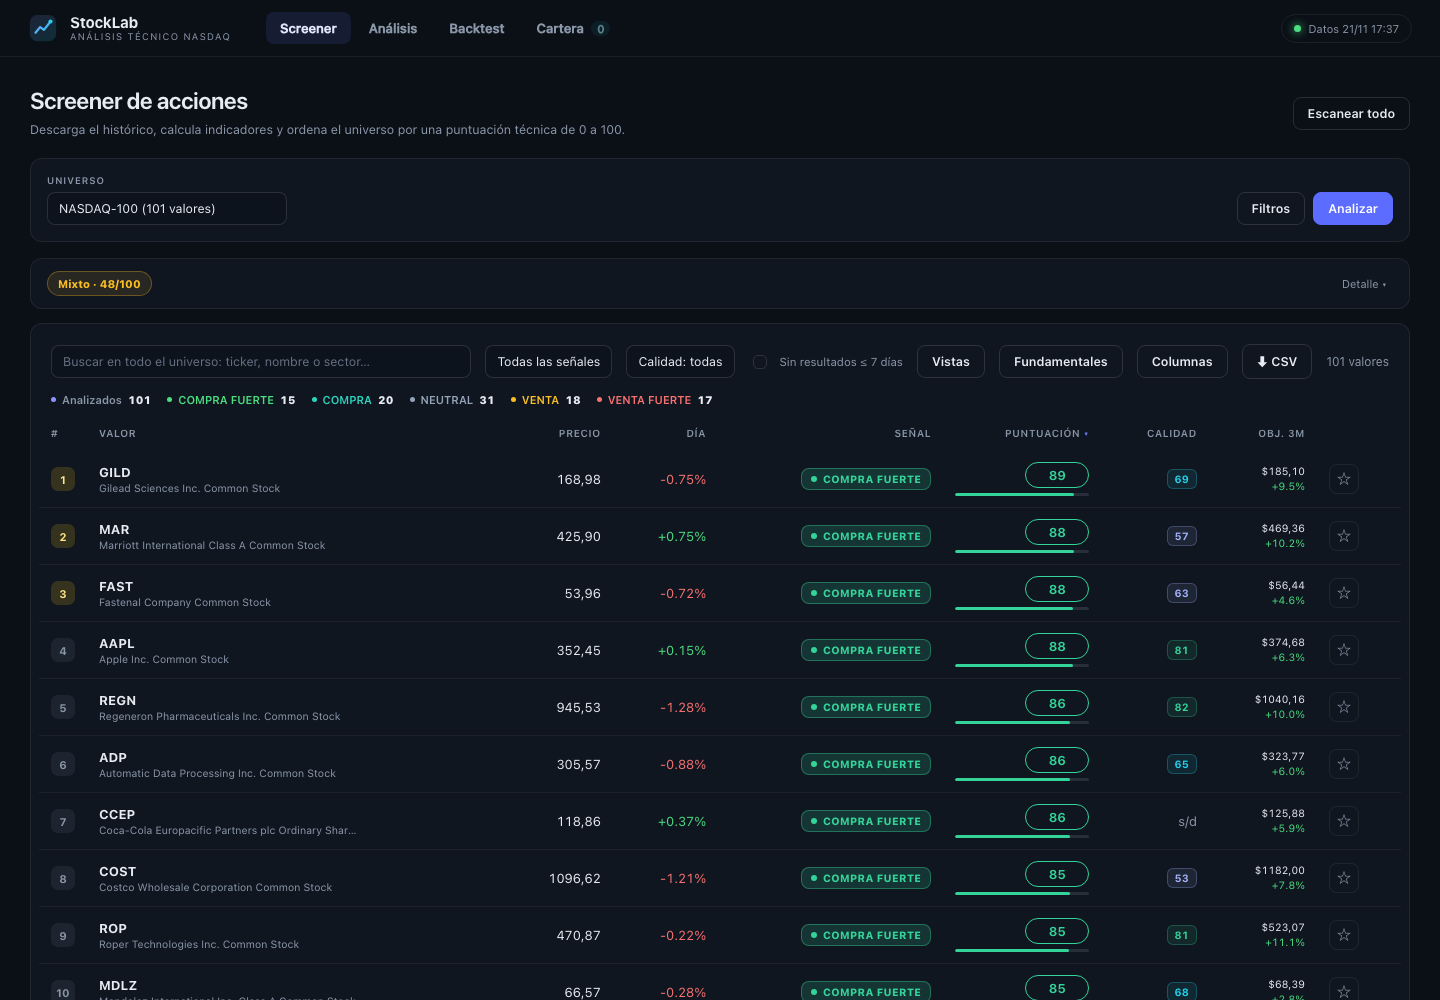 StockLab
ANÁLISIS TÉCNICO NASDAQ
Screener Análisis Backtest Cartera 0
Datos 21/11 17:37
Screener de acciones
Descarga el histórico, calcula indicadores y ordena el universo por una puntuación técnica de 0 a 100.
Escanear todo
UNIVERSO
NASDAQ-100 (101 valores)
Filtros Analizar
Mixto · 48/100
Detalle
Buscar en todo el universo: ticker, nombre o sector...
Todas las señales
Calidad: todas
Sin resultados ≤ 7 días
Vistas
Fundamentales
Columnas
⬇ CSV
101 valores
Analizados 101 COMPRA FUERTE 15 COMPRA 20 NEUTRAL 31 VENTA 18 VENTA FUERTE 17
# VALOR PRECIO DÍA SEÑAL PUNTUACIÓN CALIDAD OBJ. 3M
1 GILD 168,98 -0.75% COMPRA FUERTE 89 69 $185,10
Gilead Sciences Inc. Common Stock +9.5%
2 MAR 425,90 +0.75% COMPRA FUERTE 88 57 $469,36
Marriott International Class A Common Stock +10.2%
3 FAST 53,96 -0.72% COMPRA FUERTE 88 63 $56,44
Fastenal Company Common Stock +4.6%
4 AAPL 352,45 +0.15% COMPRA FUERTE 88 81 $374,68
Apple Inc. Common Stock +6.3%
5 REGN 945,53 -1.28% COMPRA FUERTE 86 82 $1040,16
Regeneron Pharmaceuticals Inc. Common Stock +10.0%
6 ADP 305,57 -0.88% COMPRA FUERTE 86 65 $323,77
Automatic Data Processing Inc. Common Stock +6.0%
7 CCEP 118,86 +0.37% COMPRA FUERTE 86 s/d $125,88
Coca-Cola Europacific Partners plc Ordinary Shar... +5.9%
8 COST 1096,62 -1.21% COMPRA FUERTE 85 53 $1182,00
Costco Wholesale Corporation Common Stock +7.8%
9 ROP 470,87 -0.22% COMPRA FUERTE 85 81 $523,07
Roper Technologies Inc. Common Stock +11.1%
10 MDLZ 66,57 -0.28% COMPRA FUERTE 85 68 $68,39